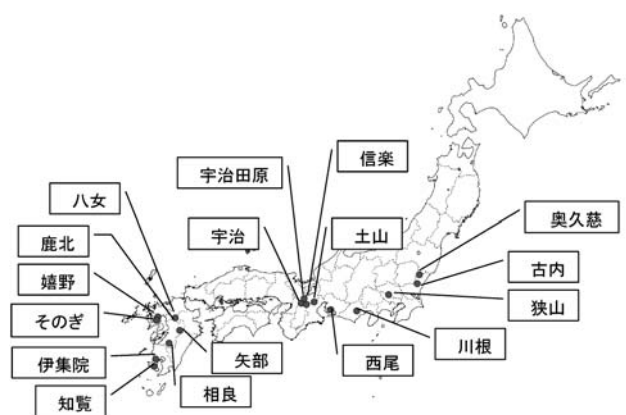 信楽
宇治田原
八女
宇治
土山
奥久慈
鹿北
古内
嬉野
狭山
そのぎ
伊集院
矢部
西尾
川根
知覧
相良